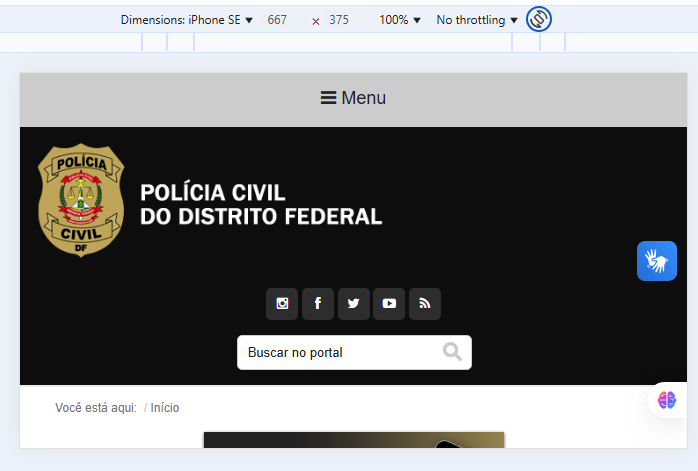 Dimensions: iPhone SE 667 × 375 100% No throttling
Menu
POLÍCIA
CIVIL
DF
POLÍCIA CIVIL
DO DISTRITO FEDERAL
Buscar no portal
Você está aqui: / Início